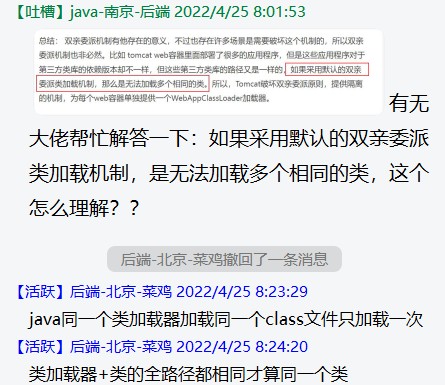 【吐槽】java-南京-后端 2022/4/25 8:01:53
总结： 双亲委派机制有他存在的意义，不过也存在许多场景是需要破坏这个机制的，所以双亲
委派机制也非必然。比如 tomcat web容器里面部署了很多的应用程序，但是这些应用程序对于
第三方类库的依赖版本却不一样，但这些第三方类库的路径又是一样的，如果采用默认的双亲
委派类加载机制，那么是无法加载多个相同的类。所以，Tomcat破坏双亲委派原则，提供隔离
的机制，为每个web容器单独提供一个WebAppClassLoader加载器。
有无
大佬帮忙解答一下：如果采用默认的双亲委派
类加载机制，是无法加载多个相同的类，这个
怎么理解？？
后端-北京-菜鸡撤回了一条消息
【活跃】后端-北京-菜鸡 2022/4/25 8:23:29
java同一个类加载器加载同一个class文件只加载一次
【活跃】后端-北京-菜鸡 2022/4/25 8:24:20
类加载器+类的全路径都相同才算同一个类